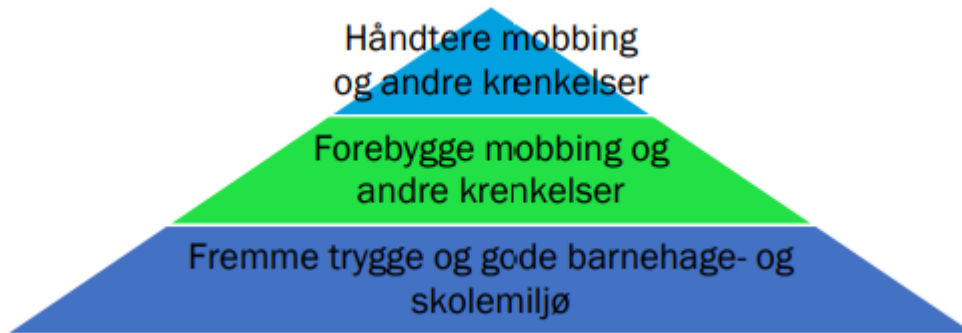 Håndtere mobbing
og andre krenkelser
Forebygge mobbing og
andre krenkelser
Fremme trygge og gode barnehage- og
skolemiljø